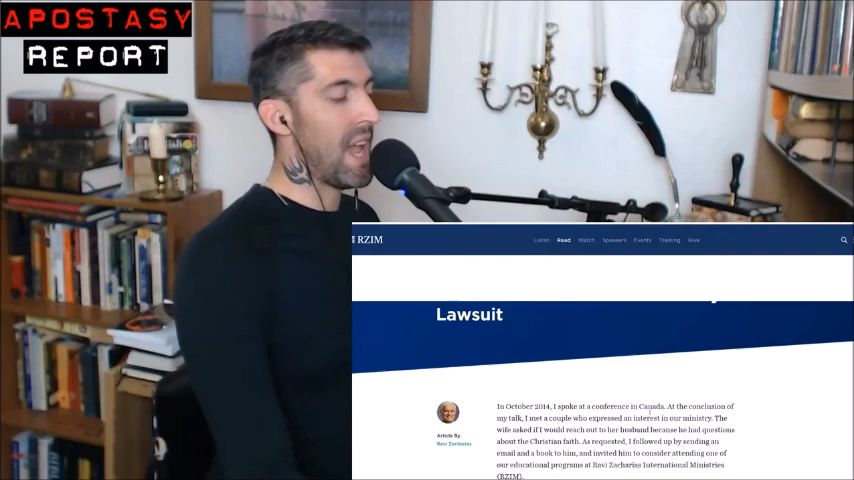 APOSTASY
REPORT
RZIM
Listen Read Watch Speakers Events Training Give
Lawsuit
In October 2014, I spoke at a conference in Canada. At the conclusion of
my talk, I met a couple who expressed an interest in our ministry. The
wife asked if I would reach out to her husband because he had questions
about the Christian faith. As requested, I followed up by sending an
email and a book to him, and invited him to consider attending one of
our educational programs at Ravi Zacharias International Ministries
(RZIM).
Article By
Ravi Zacharias